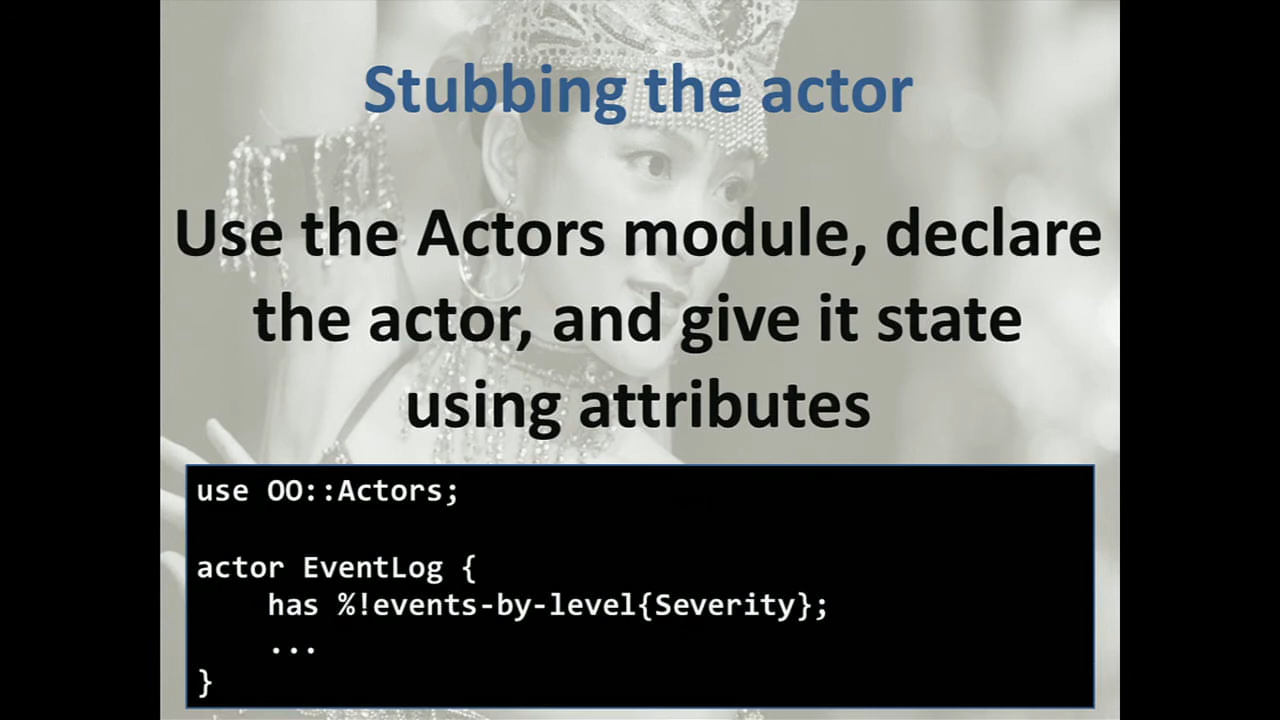 Stubbing the actor
Use the Actors module, declare
the actor, and give it state
using attributes
use OO::Actors;
actor EventLog {
    has %!events-by-level{Severity};
    ...
}